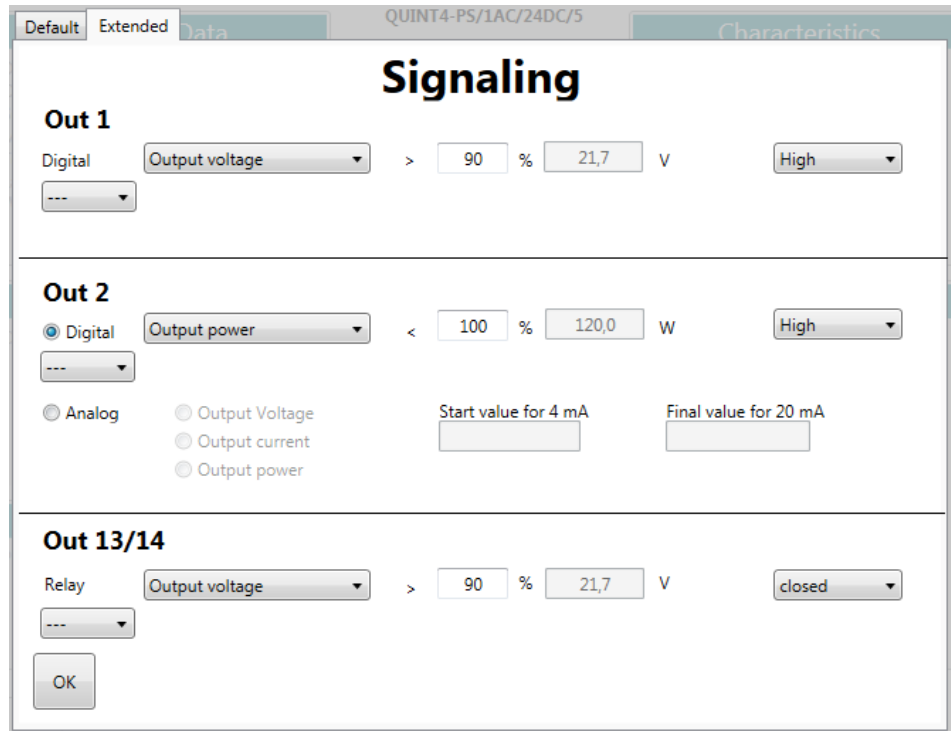 QUINT4-PS/1AC/24DC/5
Default Extended Data Characteristics
Signaling
Out 1
Digital Output voltage > 90 % 21,7 V High
---
Out 2
Digital Output power < 100 % 120,0 W High
---
Analog Output Voltage Start value for 4 mA Final value for 20 mA
Output current
Output power
Out 13/14
Relay Output voltage > 90 % 21,7 V closed
---
OK